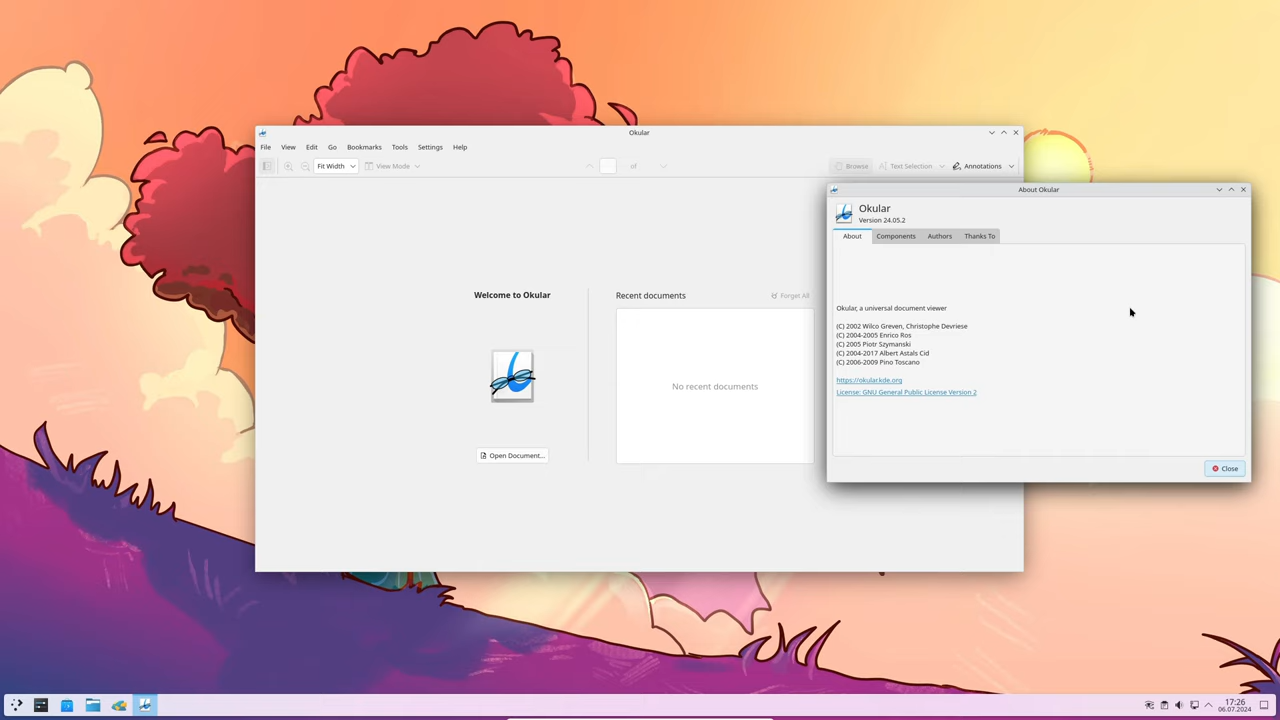 Okular
File View Edit Go Bookmarks Tools Settings Help
Fit Width View Mode of Browse Text Selection Annotations
Welcome to Okular
Open Document...
Recent documents Forget All
No recent documents
About Okular
Okular
Version 24.05.2
About Components Authors Thanks To
Okular, a universal document viewer
(C) 2002 Wilco Greven, Christophe Devriese
(C) 2004-2005 Enrico Ros
(C) 2005 Piotr Szymanski
(C) 2004-2017 Albert Astals Cid
(C) 2006-2009 Pino Toscano
https://okular.kde.org
License: GNU General Public License Version 2
Close
17:26
06.07.2024